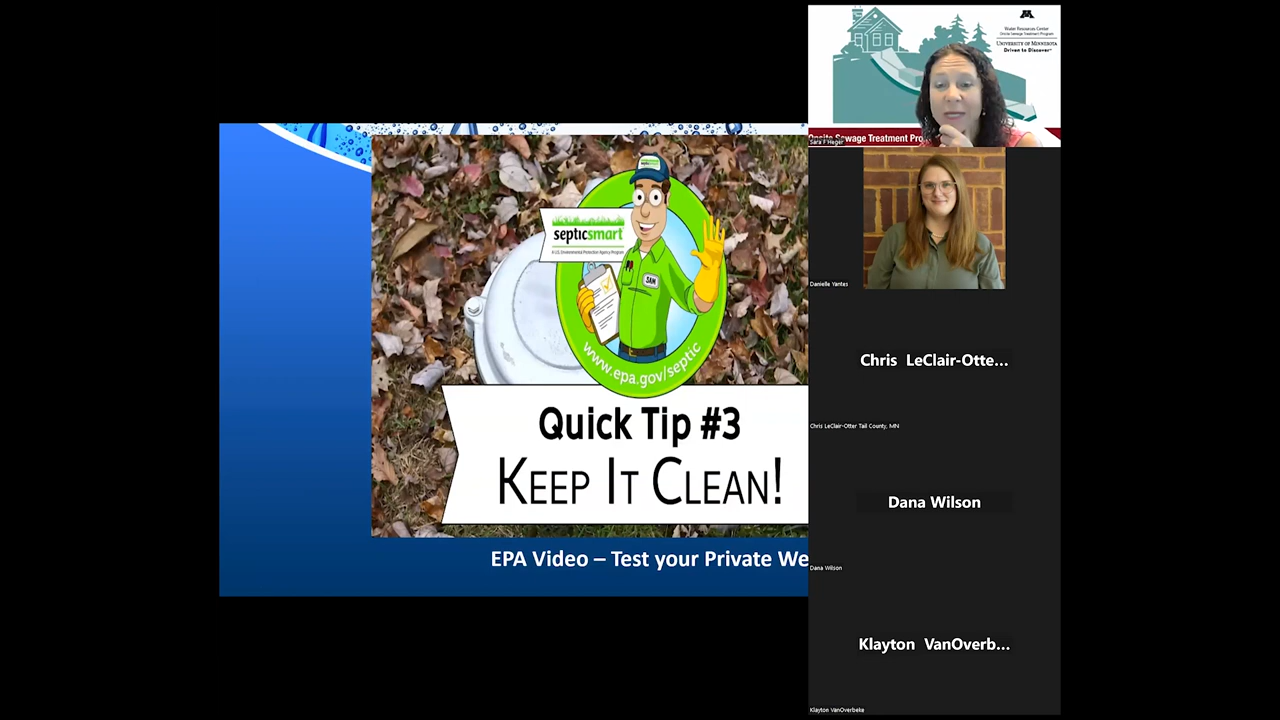 septicsmart
A U.S. Environmental Protection Agency Program
SAM
www.epa.gov/septic
Quick Tip #3
KEEP IT CLEAN!
EPA Video – Test your Private We
Water Resources Center
Onsite Sewage Treatment Program
UNIVERSITY OF MINNESOTA
Driven to Discover
Onsite Sewage Treatment Pro
Sara F Heger
Danielle Yantes
Chris LeClair-Otte...
Chris LeClair-Otter Tail County, MN
Dana Wilson
Dana Wilson
Klayton VanOverb...
Klayton VanOverbeke